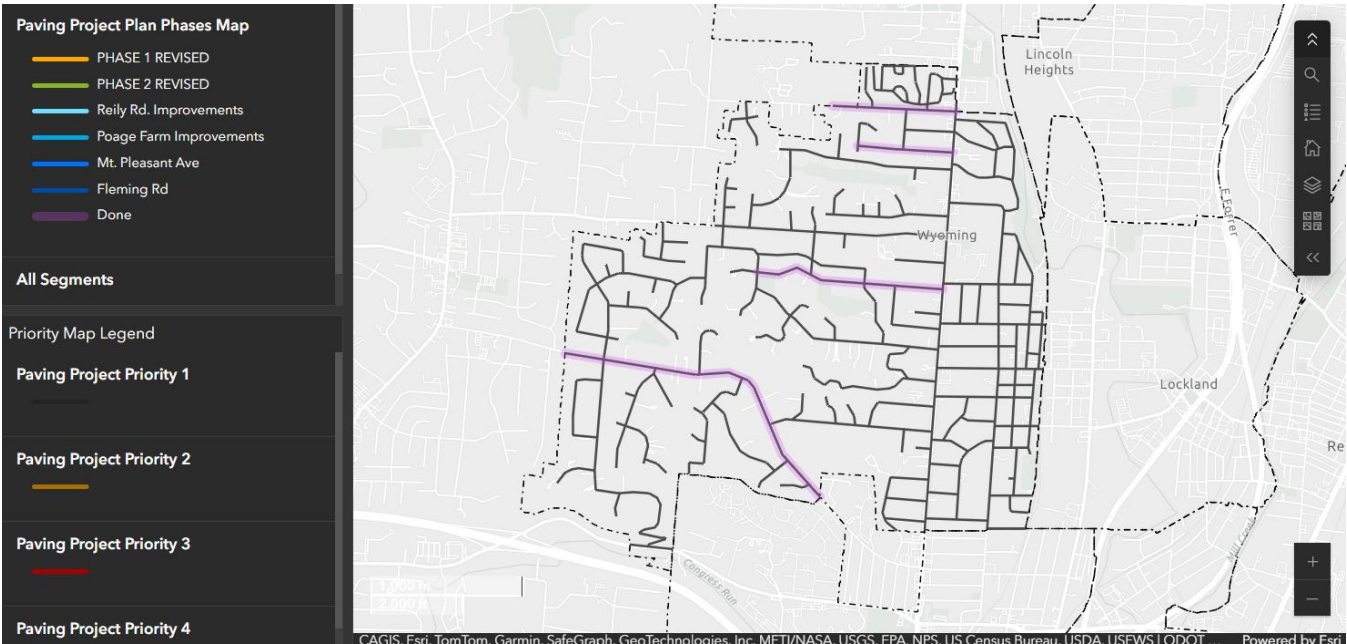 Paving Project Plan Phases Map
PHASE 1 REVISED
PHASE 2 REVISED
Reily Rd. Improvements
Poage Farm Improvements
Mt. Pleasant Ave
Fleming Rd
Done
All Segments
Priority Map Legend
Paving Project Priority 1
Paving Project Priority 2
Paving Project Priority 3
Paving Project Priority 4
Lincoln
Heights
E Forrer
Wyoming
Lockland
Re
Mill Creek
Congress Run
1,000 m
2,000 ft
+
−
CAGIS, Esri, TomTom, Garmin, SafeGraph, GeoTechnologies, Inc, METI/NASA, USGS, EPA, NPS, US Census Bureau, USDA, USFWS | ODOT ... Powered by Esri